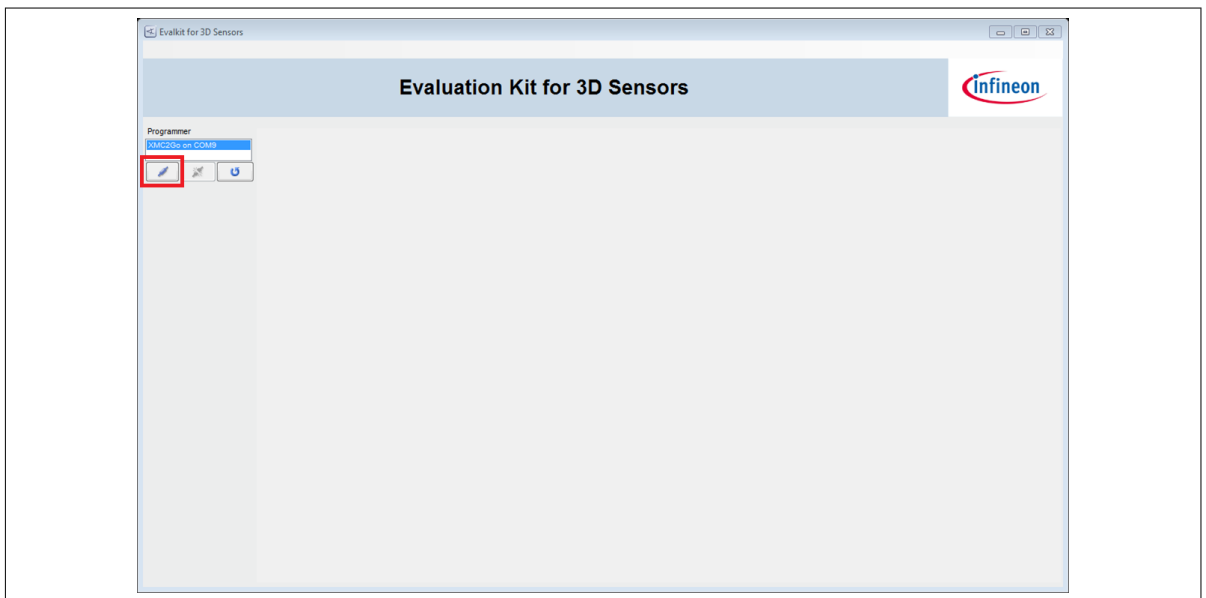 Evalkit for 3D Sensors
Evaluation Kit for 3D Sensors
infineon
Programmer
XMC2Go on COM9